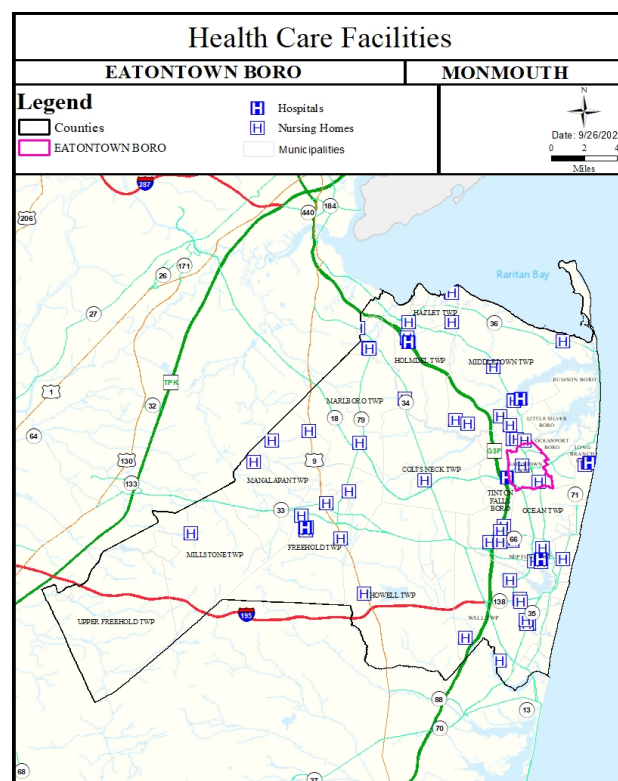 Health Care Facilities
EATONTOWN BORO
MONMOUTH
Legend
Counties
EATONTOWN BORO
Hospitals
Nursing Homes
Municipalities
N
Date: 9/26/202
0 2 4
Miles
287
206
440
184
171
26
27
Raritan Bay
HAZLET TWP
36
HOLMDEL TWP
MIDDLETOWN TWP
TPK
1
32
RUMSON BORO
MARLBORO TWP
34
18
79
LITTLE SILVER
BORO
64
OCEANPORT
BORO
LONG
BRANCH
GSP
130
9
133
MANALAPAN TWP
COLTS NECK TWP
TINTON
FALLS
BORO
71
33
OCEAN TWP
MILLSTONE TWP
FREEHOLD TWP
66
HOWELL TWP
138
35
195
UPPER FREEHOLD TWP
WALL TWP
88
13
70
68
37